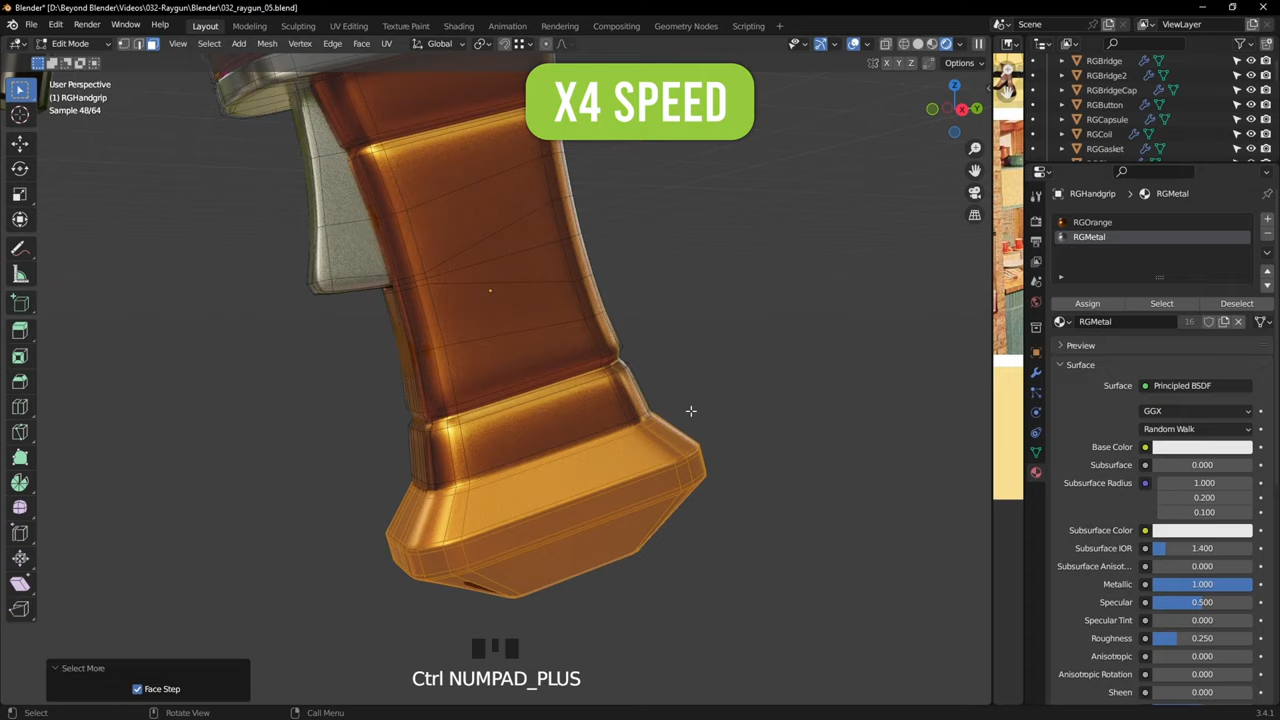 Blender* [D:\Beyond Blender\Videos\032-Raygun\Blender\032_raygun_05.blend]
File Edit Render Window Help Layout Modeling Sculpting UV Editing Texture Paint Shading Animation Rendering Compositing Geometry Nodes Scripting Scene ViewLayer
Edit Mode View Select Add Mesh Vertex Edge Face UV Global
X Y Z Options
User Perspective
(1) RGHandgrip
Sample 48/64
X4 SPEED
Z
X
Y
RGBridge
RGBridge2
RGBridgeCap
RGButton
RGCapsule
RGCoil
RGGasket
RGHandgrip RGMetal
RGOrange
RGMetal
Assign Select Deselect
RGMetal 16
Preview
Surface
Surface Principled BSDF
GGX
Random Walk
Base Color
Subsurface 0.000
Subsurface Radius 1.000
0.200
0.100
Subsurface Color
Subsurface IOR 1.400
Subsurface Anisot... 0.000
Metallic 1.000
Specular 0.500
Specular Tint 0.000
Roughness 0.250
Anisotropic 0.000
Anisotropic Rotation 0.000
Sheen 0.000
Select More
Face Step
Ctrl NUMPAD_PLUS
Select Rotate View Call Menu 3.4.1